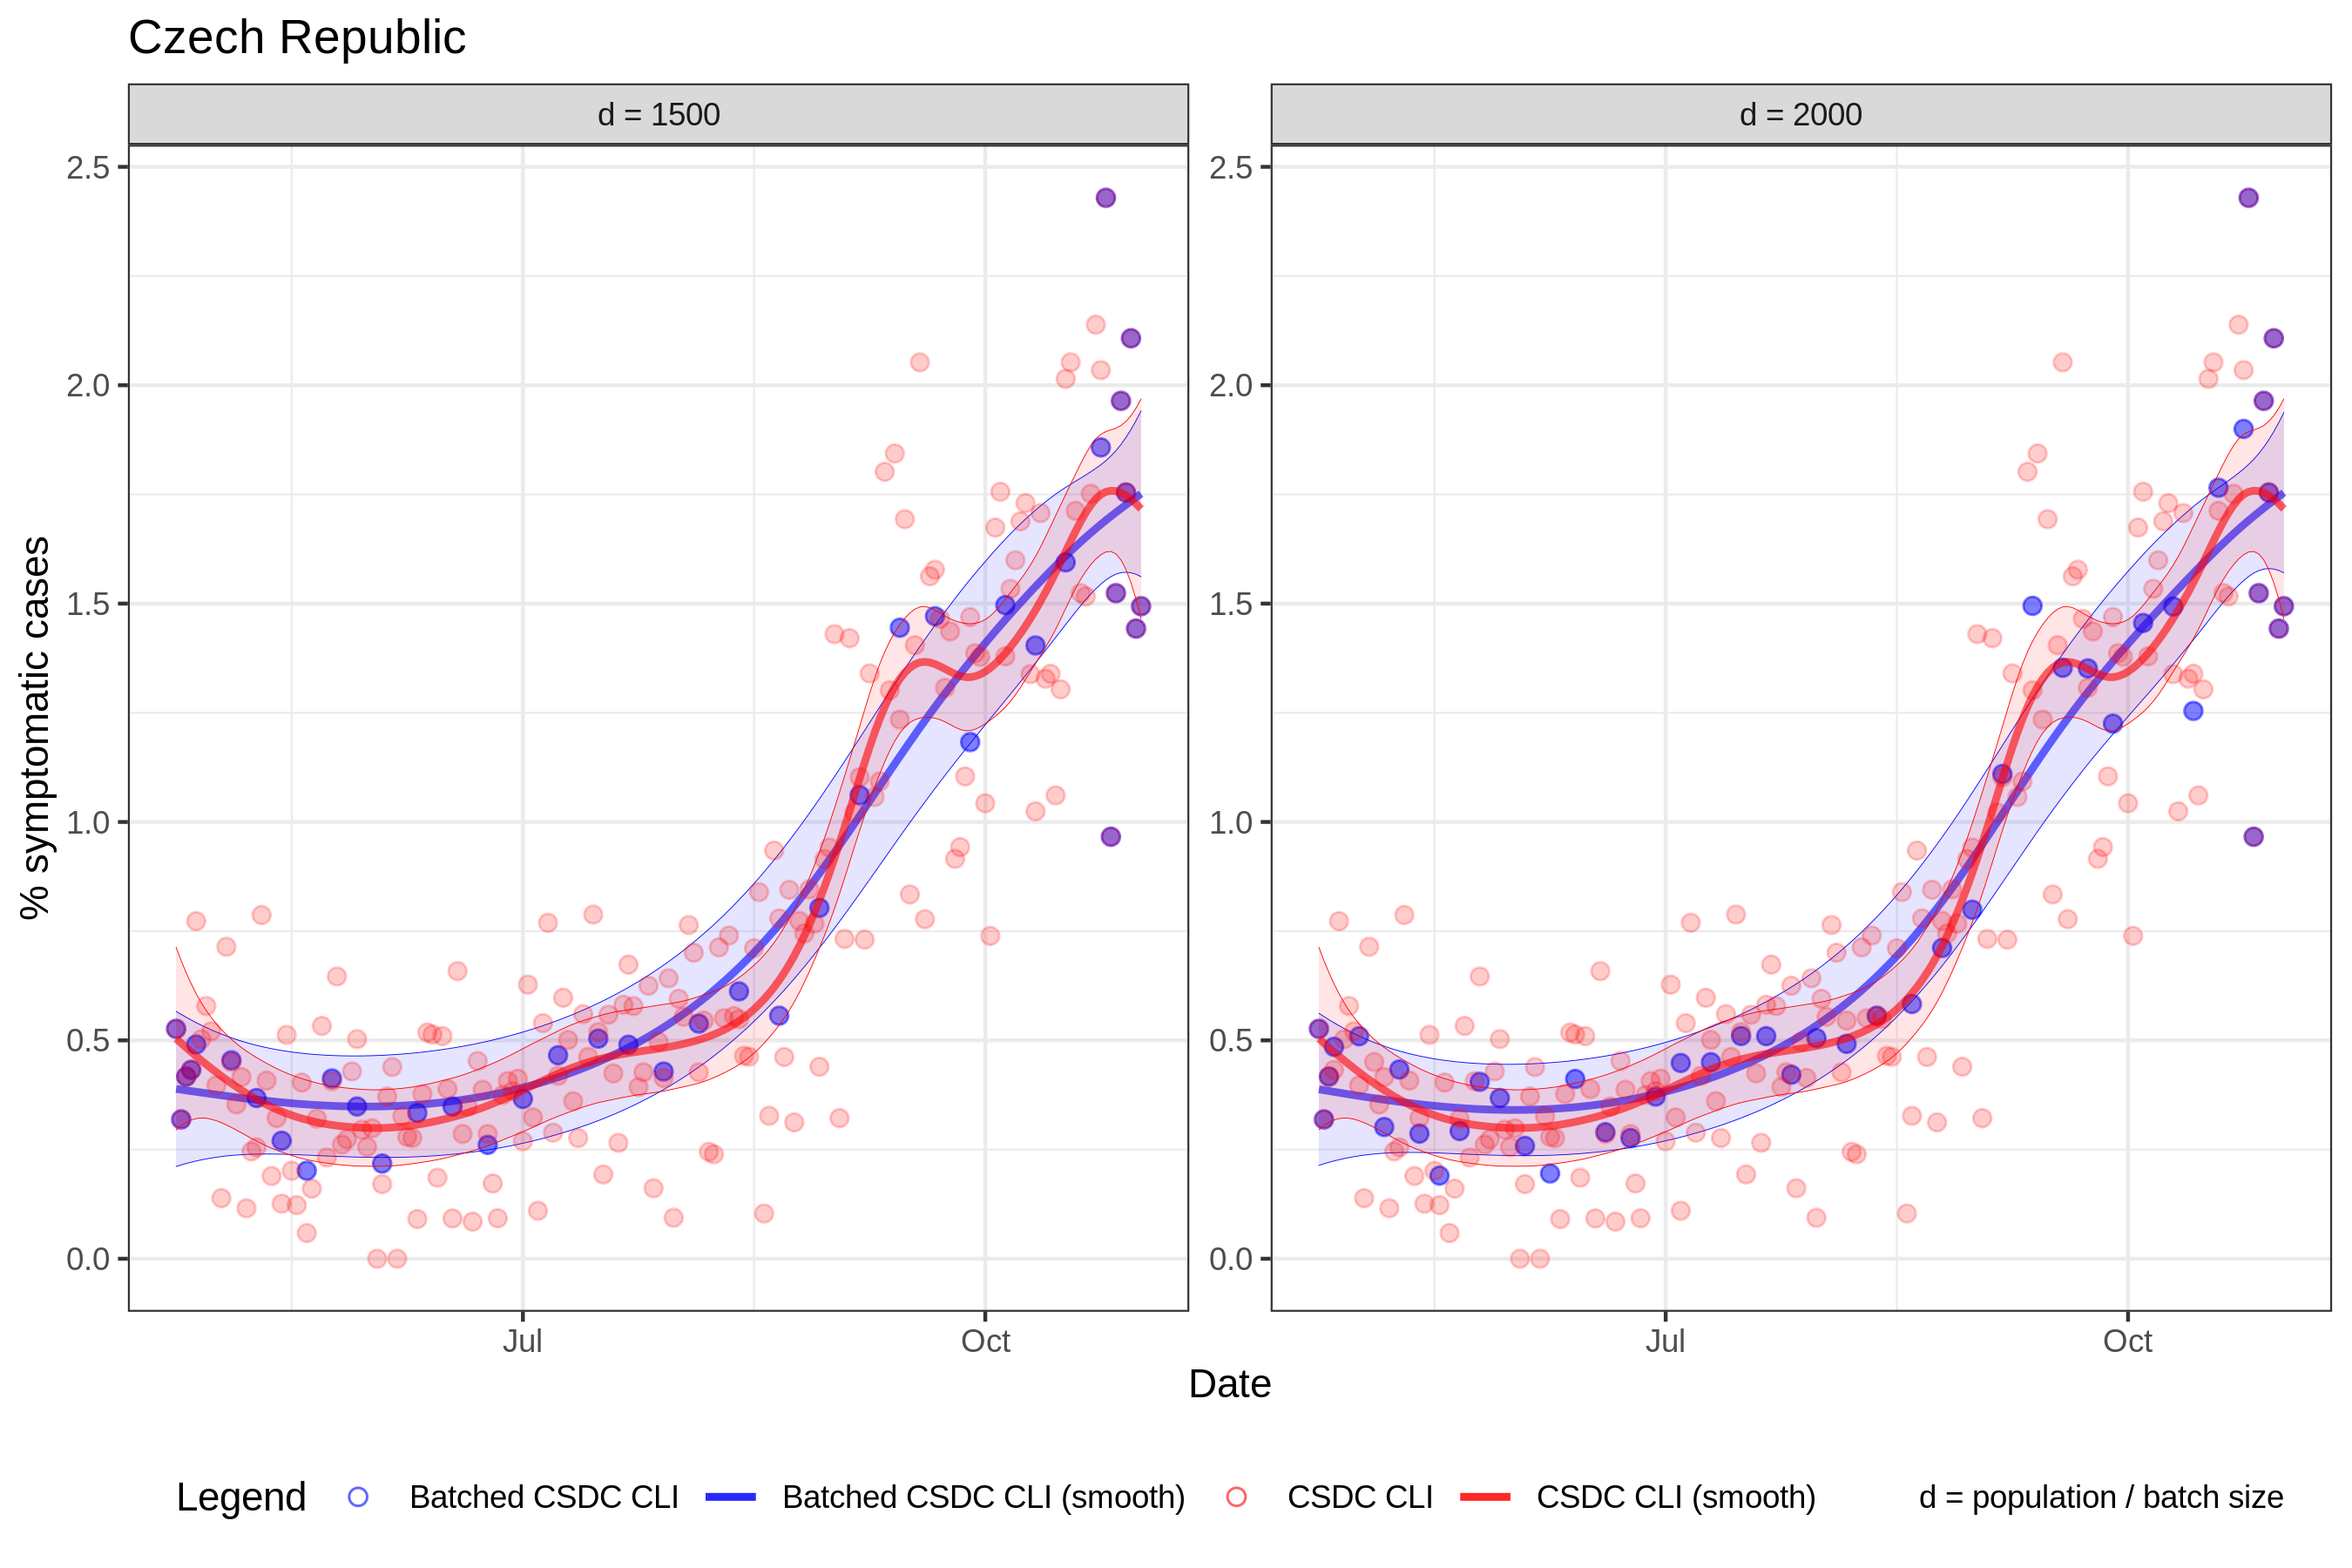 Czech Republic
d = 1500
d = 2000
2.5
2.0
1.5
1.0
0.5
0.0
2.5
2.0
1.5
1.0
0.5
0.0
% symptomatic cases
Jul
Oct
Jul
Oct
Date
Legend
Batched CSDC CLI
Batched CSDC CLI (smooth)
CSDC CLI
CSDC CLI (smooth)
d = population / batch size